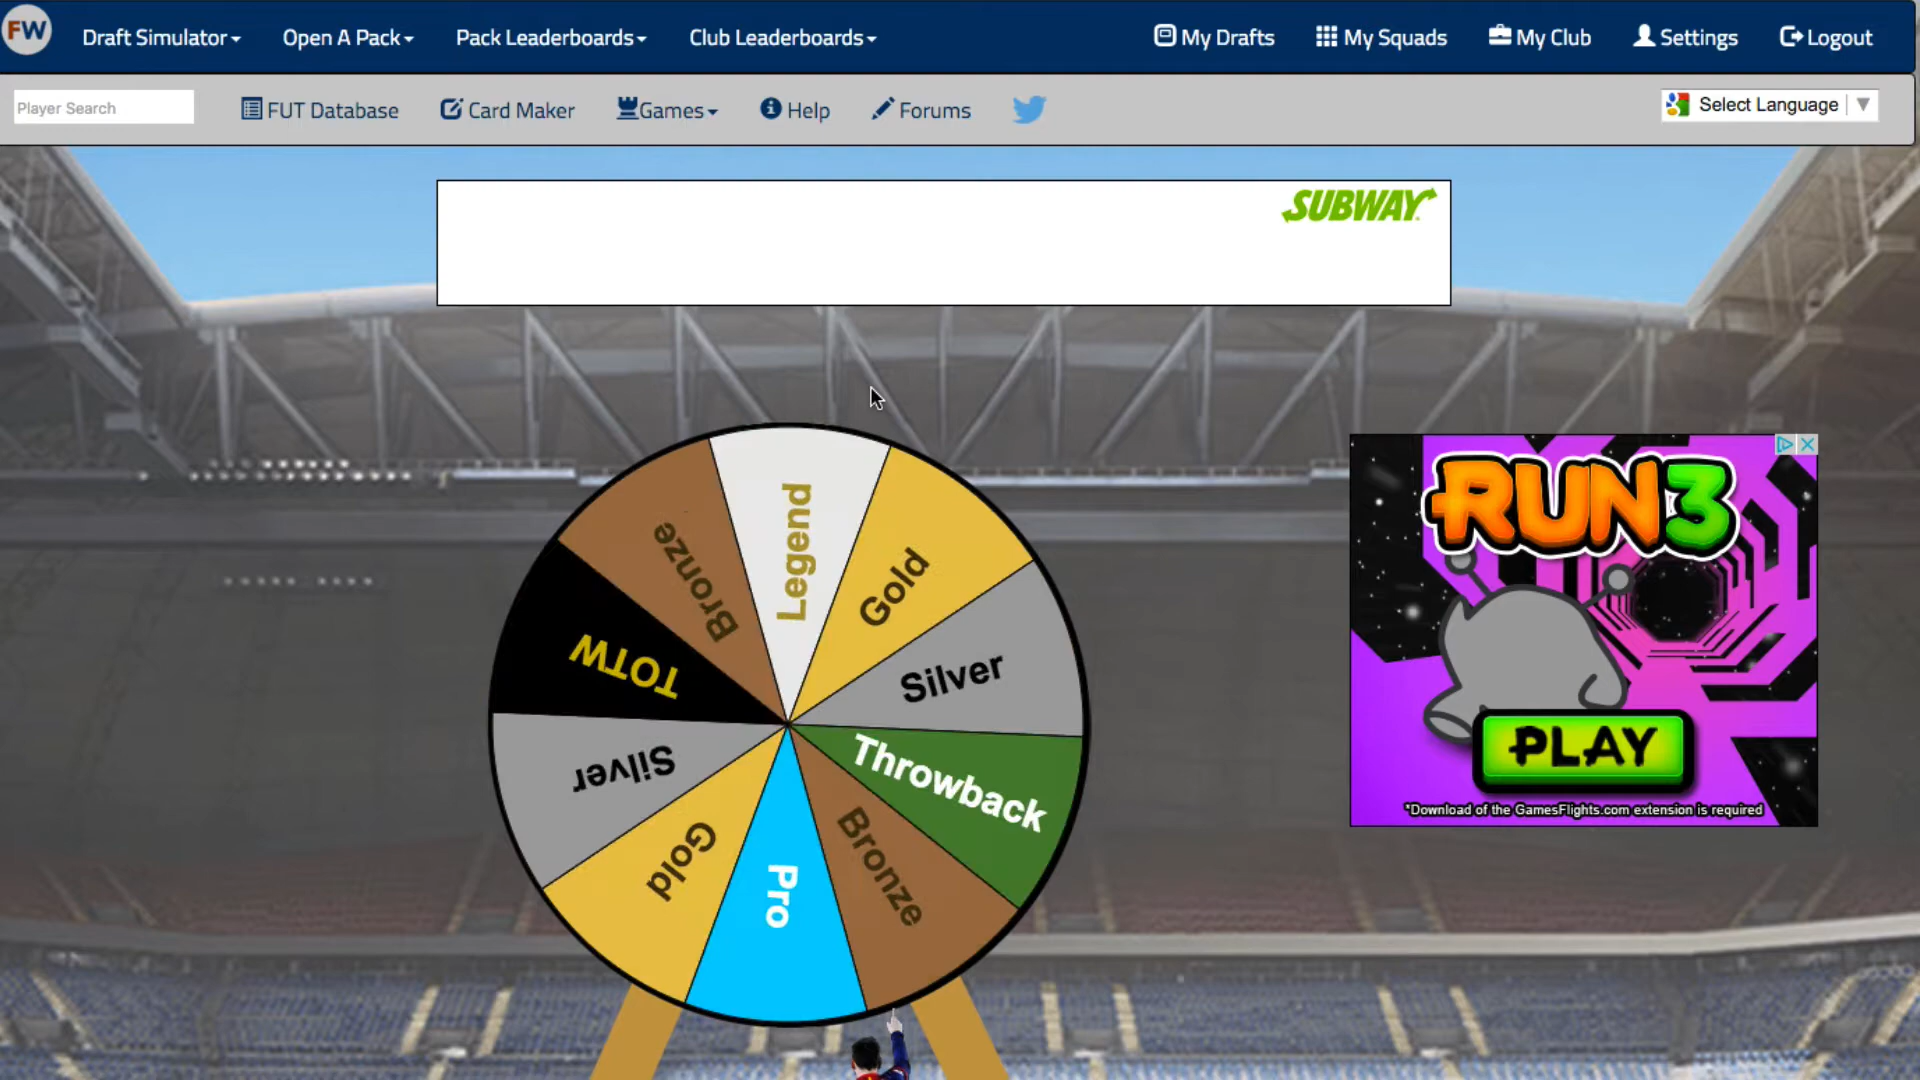 FW
Draft Simulator
Open A Pack
Pack Leaderboards
Club Leaderboards
My Drafts
My Squads
My Club
Settings
Logout
Player Search
FUT Database
Card Maker
Games
Help
Forums
Select Language
SUBWAY
Legend
Gold
Silver
Throwback
Bronze
Pro
Gold
Silver
TOTW
Bronze
RUN3
PLAY
*Download of the GamesFlights.com extension is required